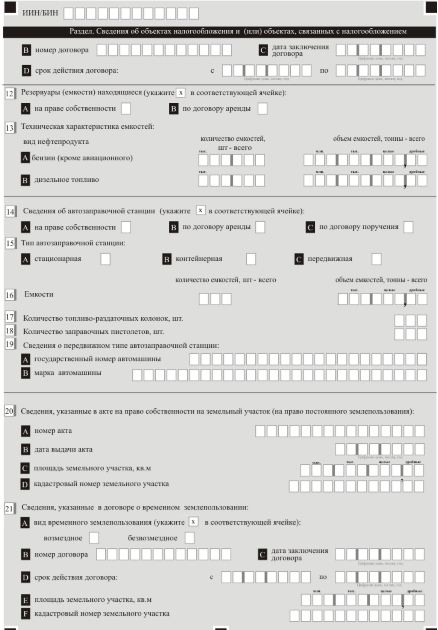 ИИН/БИН
Раздел. Сведения об объектах налогообложения и (или) объектах, связанных с налогообложением
B номер договора C дата заключения договора
D срок действия договора: с по
12 Резервуары (емкости) находящиеся (укажите x в соответствующей ячейке):
A на праве собственности B по договору аренды
13 Техническая характеристика емкостей:
вид нефтепродукта количество емкостей, шт - всего объем емкостей, тонны - всего
A бензин (кроме авиационного)
B дизельное топливо
14 Сведения об автозаправочной станции (укажите x в соответствующей ячейке):
A на праве собственности B по договору аренды C по договору поручения
15 Тип автозаправочной станции:
A стационарная B контейнерная C передвижная
количество емкостей, шт - всего объем емкостей, тонны - всего
16 Емкости
17 Количество топливо-раздаточных колонок, шт.
18 Количество заправочных пистолетов, шт.
19 Сведения о передвижном типе автозаправочной станции:
A государственный номер автомашины
B марка автомашины
20 Сведения, указанные в акте на право собственности на земельный участок (на право постоянного землепользования):
A номер акта
B дата выдачи акта
C площадь земельного участка, кв.м
D кадастровый номер земельного участка
21 Сведения, указанные в договоре о временном землепользовании:
A вид временного землепользования (укажите x в соответствующей ячейке):
возмездное безвозмездное
B номер договора C дата заключения договора
D срок действия договора: с по
E площадь земельного участка, кв.м
F кадастровый номер земельного участка